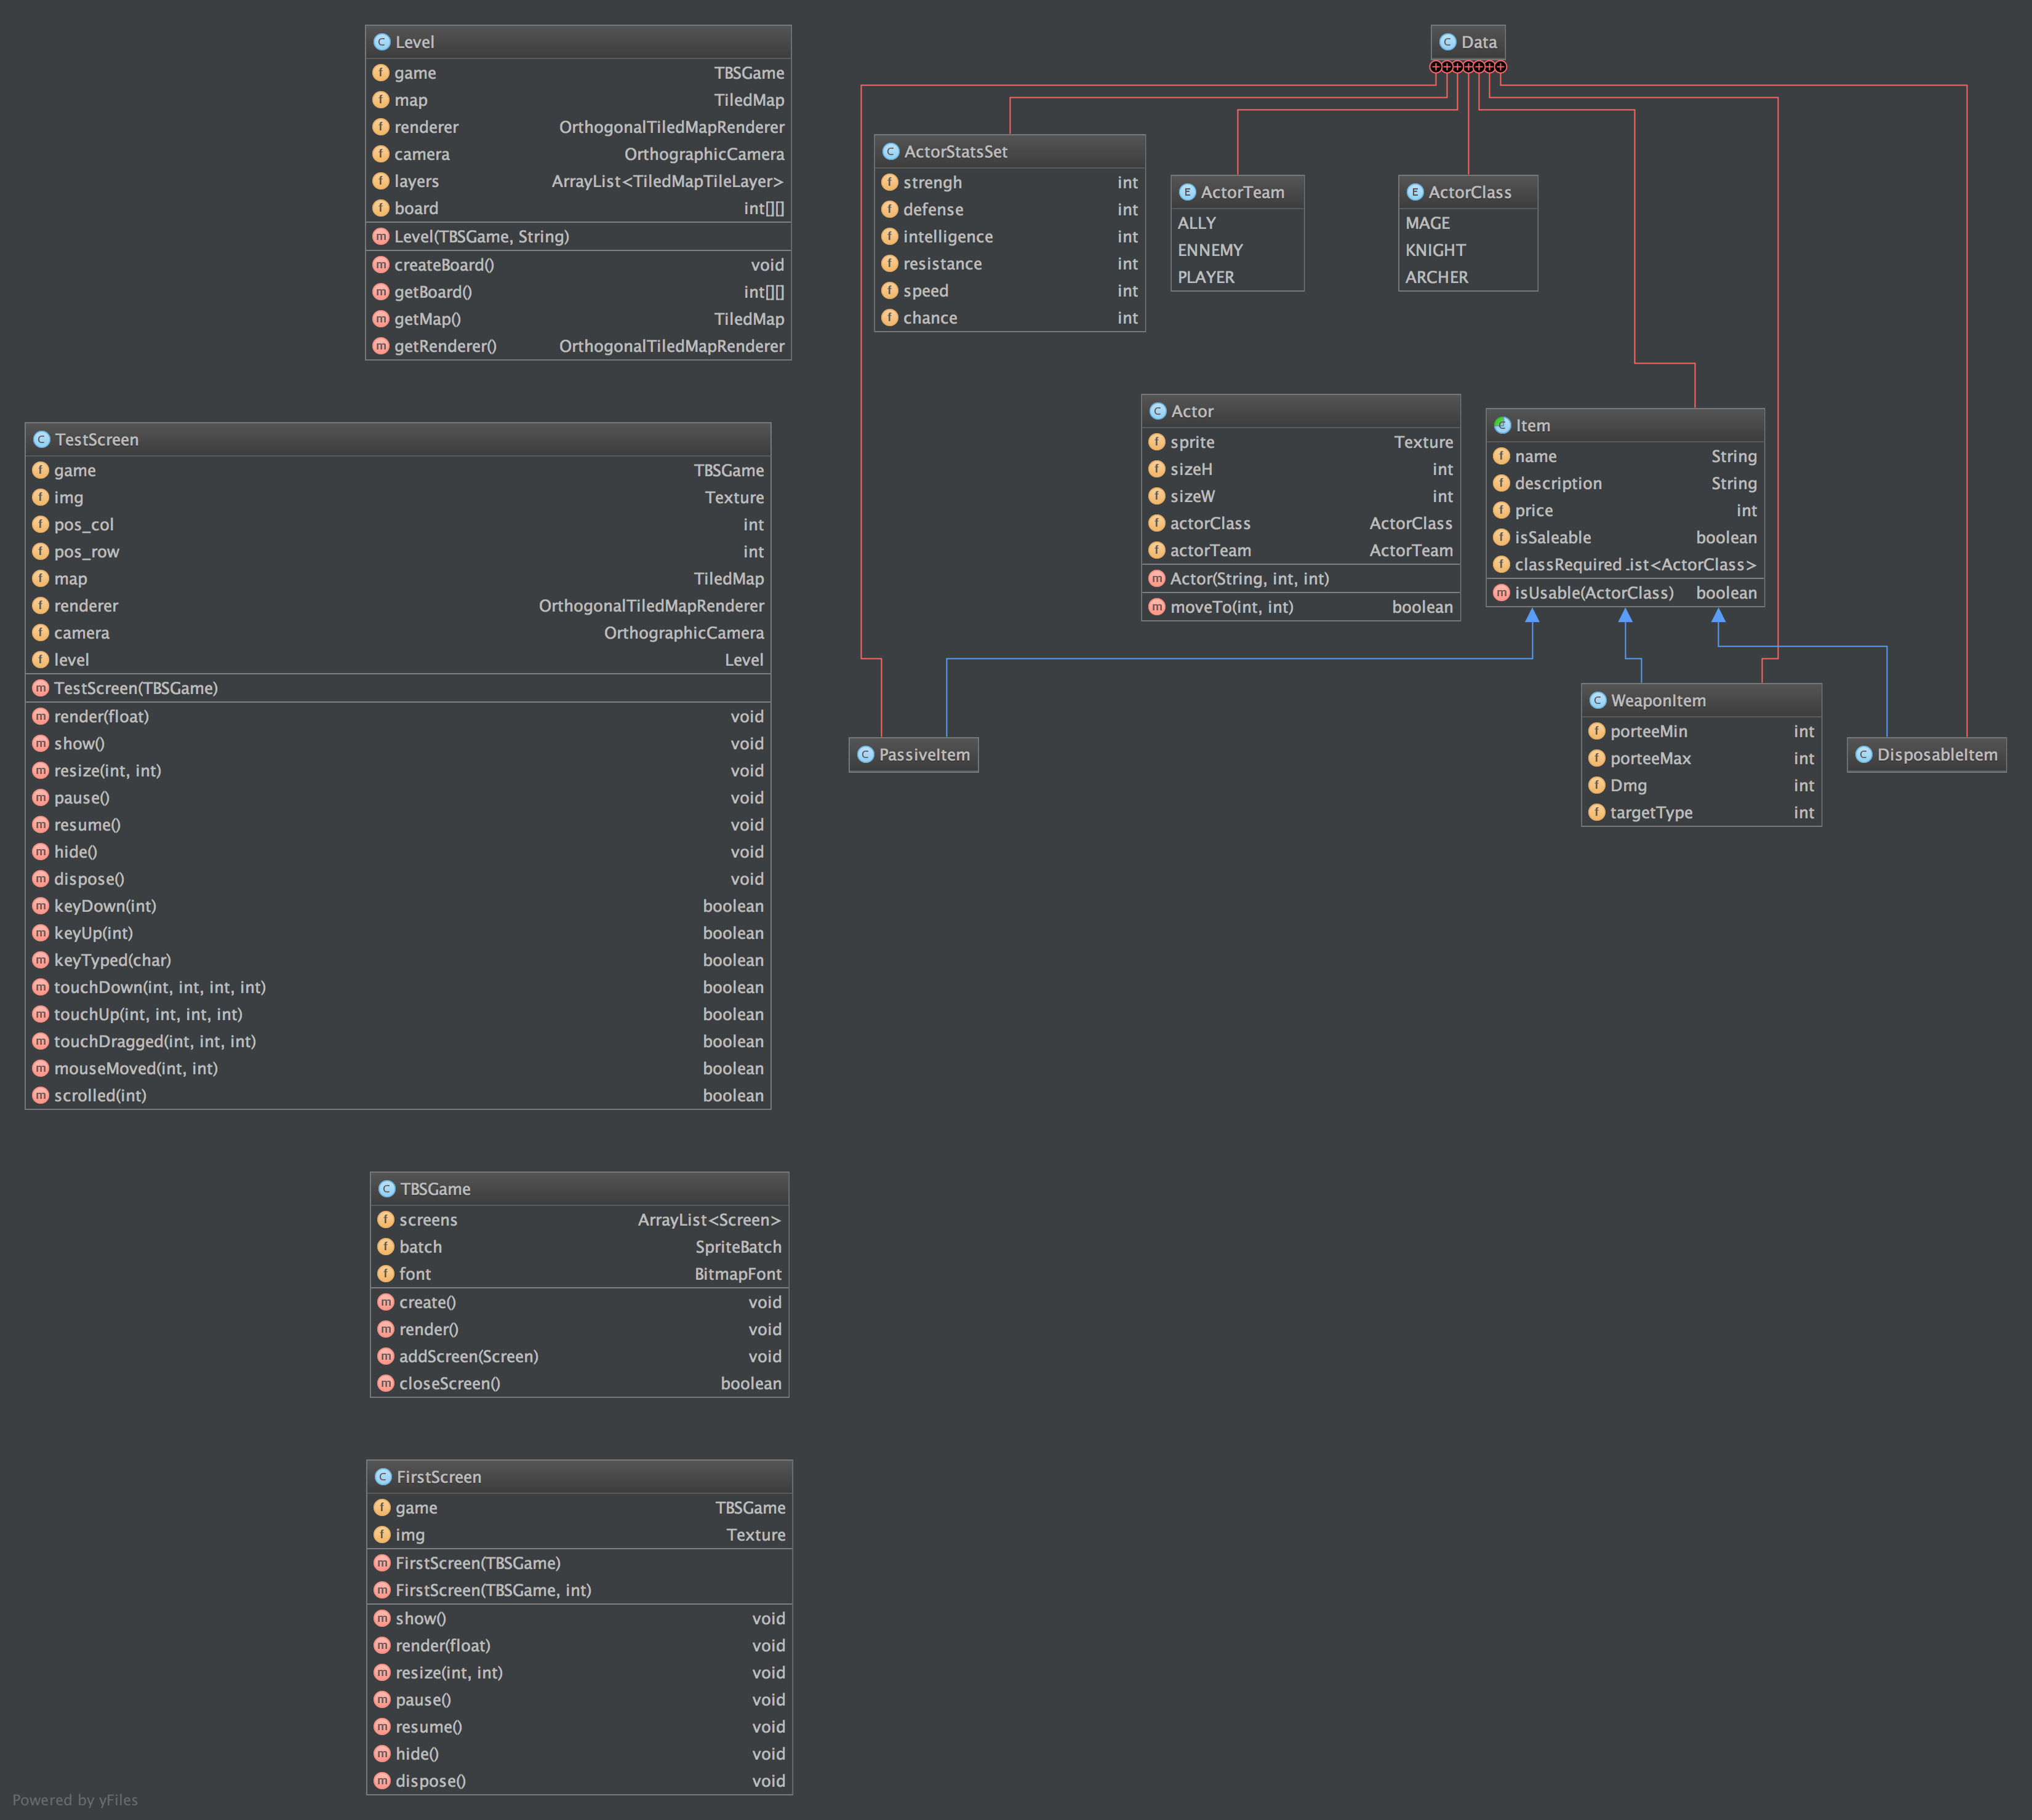 Level
game TBSGame
map TiledMap
renderer OrthogonalTiledMapRenderer
camera OrthographicCamera
layers ArrayList<TiledMapTileLayer>
board int[][]
Level(TBSGame, String)
createBoard() void
getBoard() int[][]
getMap() TiledMap
getRenderer() OrthogonalTiledMapRenderer
TestScreen
game TBSGame
img Texture
pos_col int
pos_row int
map TiledMap
renderer OrthogonalTiledMapRenderer
camera OrthographicCamera
level Level
TestScreen(TBSGame)
render(float) void
show() void
resize(int, int) void
pause() void
resume() void
hide() void
dispose() void
keyDown(int) boolean
keyUp(int) boolean
keyTyped(char) boolean
touchDown(int, int, int, int) boolean
touchUp(int, int, int, int) boolean
touchDragged(int, int, int) boolean
mouseMoved(int, int) boolean
scrolled(int) boolean
TBSGame
screens ArrayList<Screen>
batch SpriteBatch
font BitmapFont
create() void
render() void
addScreen(Screen) void
closeScreen() boolean
FirstScreen
game TBSGame
img Texture
FirstScreen(TBSGame)
FirstScreen(TBSGame, int)
show() void
render(float) void
resize(int, int) void
pause() void
resume() void
hide() void
dispose() void
Data
ActorStatsSet
strengh int
defense int
intelligence int
resistance int
speed int
chance int
ActorTeam
ALLY
ENNEMY
PLAYER
ActorClass
MAGE
KNIGHT
ARCHER
Actor
sprite Texture
sizeH int
sizeW int
actorClass ActorClass
actorTeam ActorTeam
Actor(String, int, int)
moveTo(int, int) boolean
Item
name String
description String
price int
isSaleable boolean
classRequired .ist<ActorClass>
isUsable(ActorClass) boolean
PassiveItem
WeaponItem
porteeMin int
porteeMax int
Dmg int
targetType int
DisposableItem
Powered by yFiles